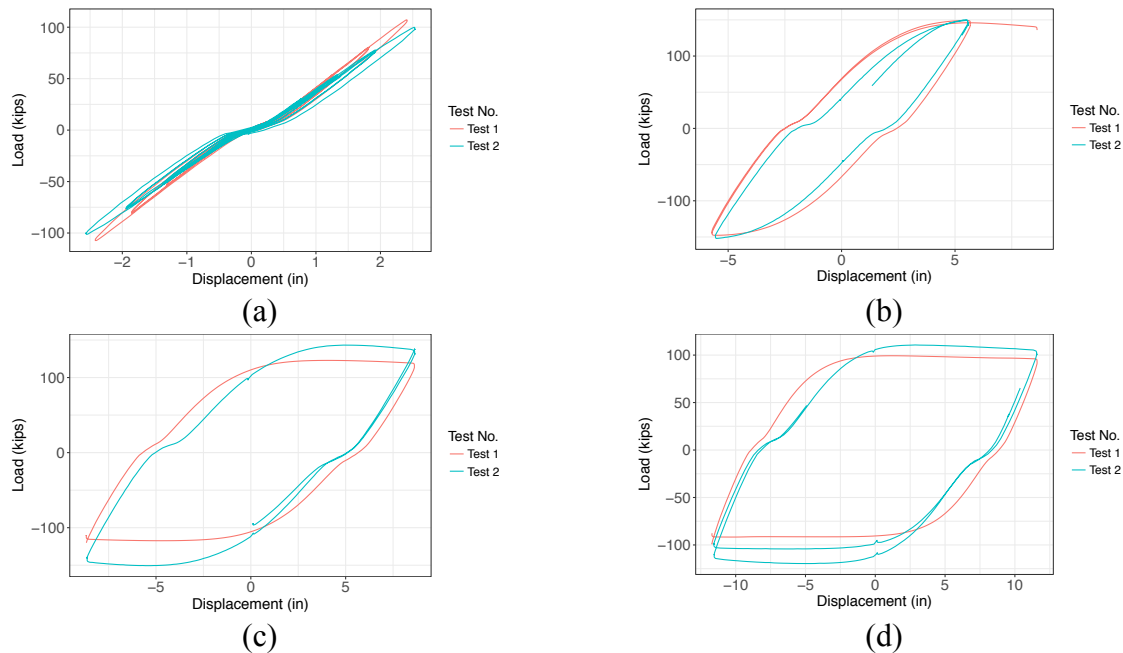 100
50
0
−50
−100
Load (kips)
−2
−1
0
1
2
Displacement (in)
Test No.
Test 1
Test 2
(a)
100
0
−100
Load (kips)
−5
0
5
Displacement (in)
Test No.
Test 1
Test 2
(b)
100
0
−100
Load (kips)
−5
0
5
Displacement (in)
Test No.
Test 1
Test 2
(c)
100
50
0
−50
−100
Load (kips)
−10
−5
0
5
10
Displacement (in)
Test No.
Test 1
Test 2
(d)